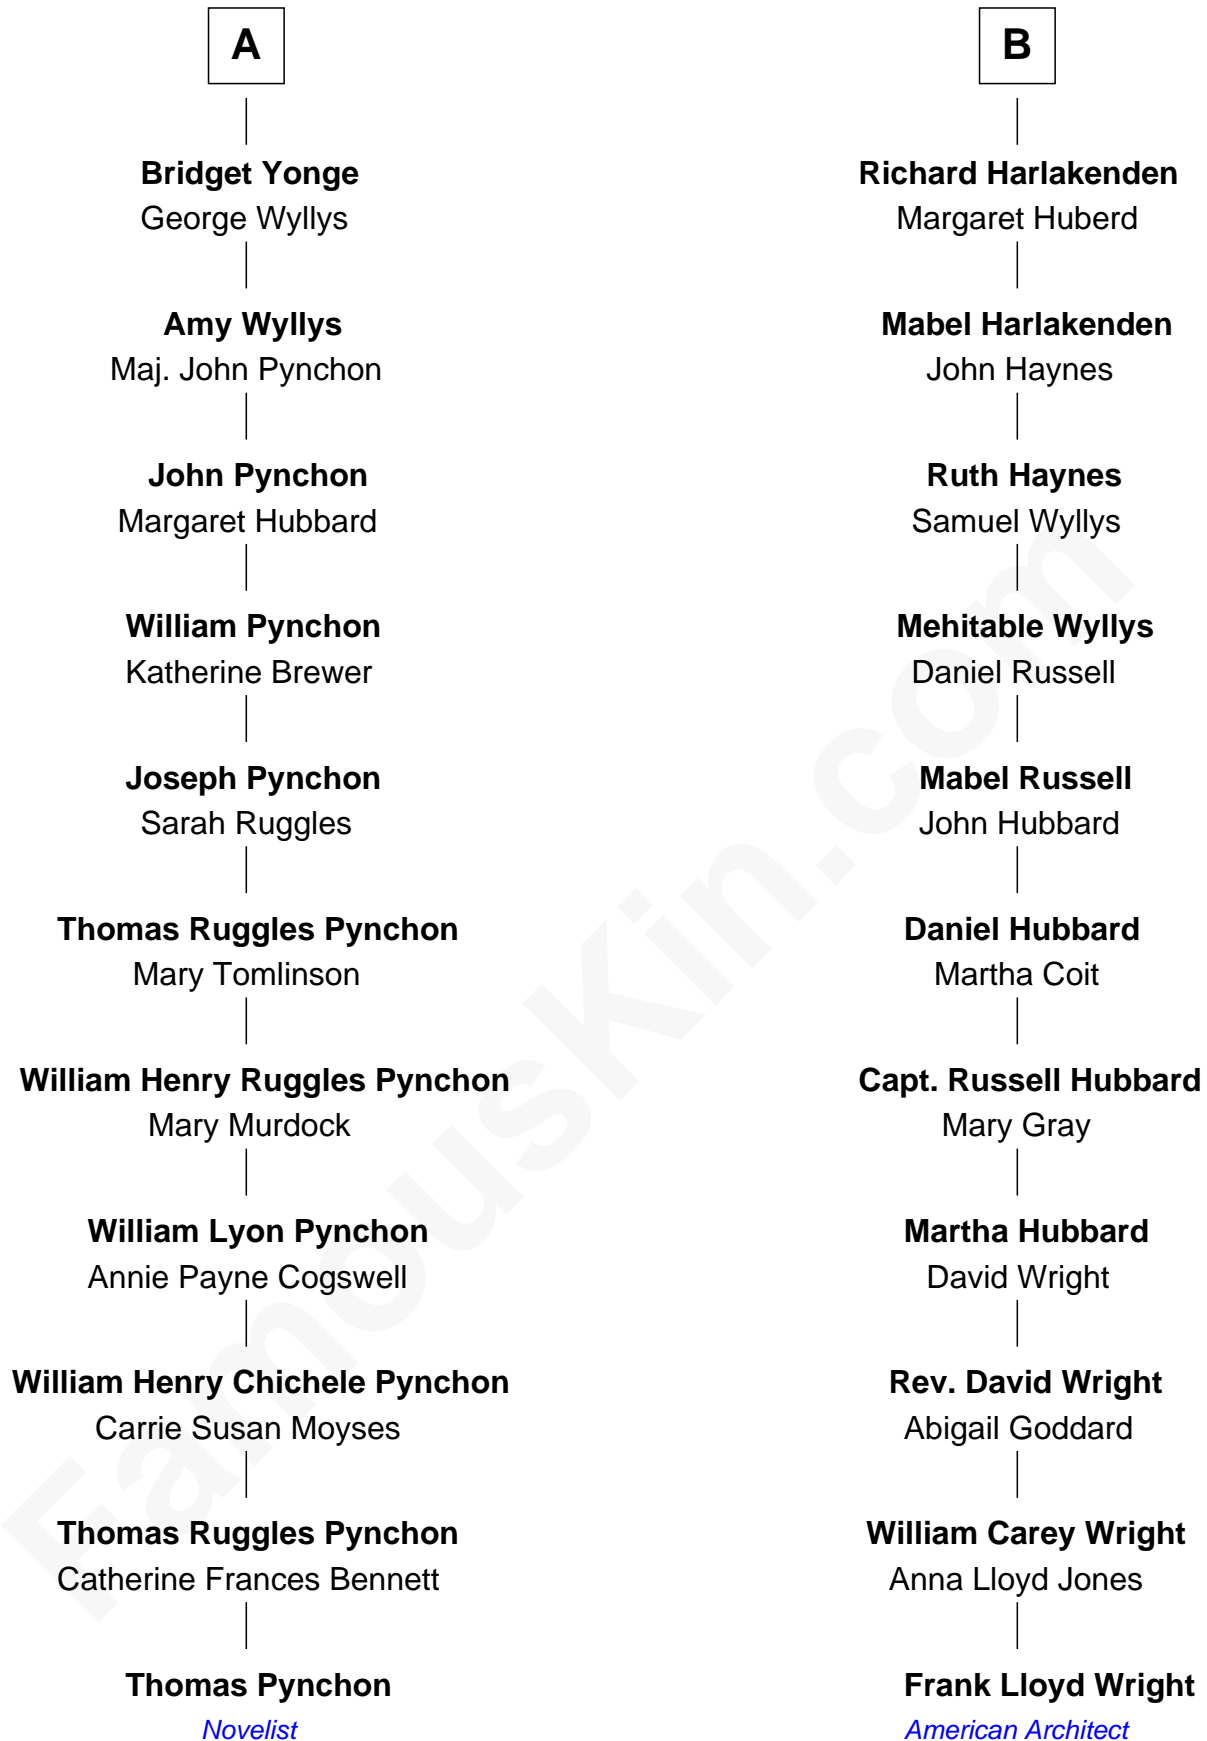 A
Bridget Yonge
George Wyllys
Amy Wyllys
Maj. John Pynchon
John Pynchon
Margaret Hubbard
William Pynchon
Katherine Brewer
Joseph Pynchon
Sarah Ruggles
Thomas Ruggles Pynchon
Mary Tomlinson
William Henry Ruggles Pynchon
Mary Murdock
William Lyon Pynchon
Annie Payne Cogswell
William Henry Chichele Pynchon
Carrie Susan Moyses
Thomas Ruggles Pynchon
Catherine Frances Bennett
Thomas Pynchon
Novelist
B
Richard Harlakenden
Margaret Huberd
Mabel Harlakenden
John Haynes
Ruth Haynes
Samuel Wyllys
Mehitable Wyllys
Daniel Russell
Mabel Russell
John Hubbard
Daniel Hubbard
Martha Coit
Capt. Russell Hubbard
Mary Gray
Martha Hubbard
David Wright
Rev. David Wright
Abigail Goddard
William Carey Wright
Anna Lloyd Jones
Frank Lloyd Wright
American Architect
FamousKin.com